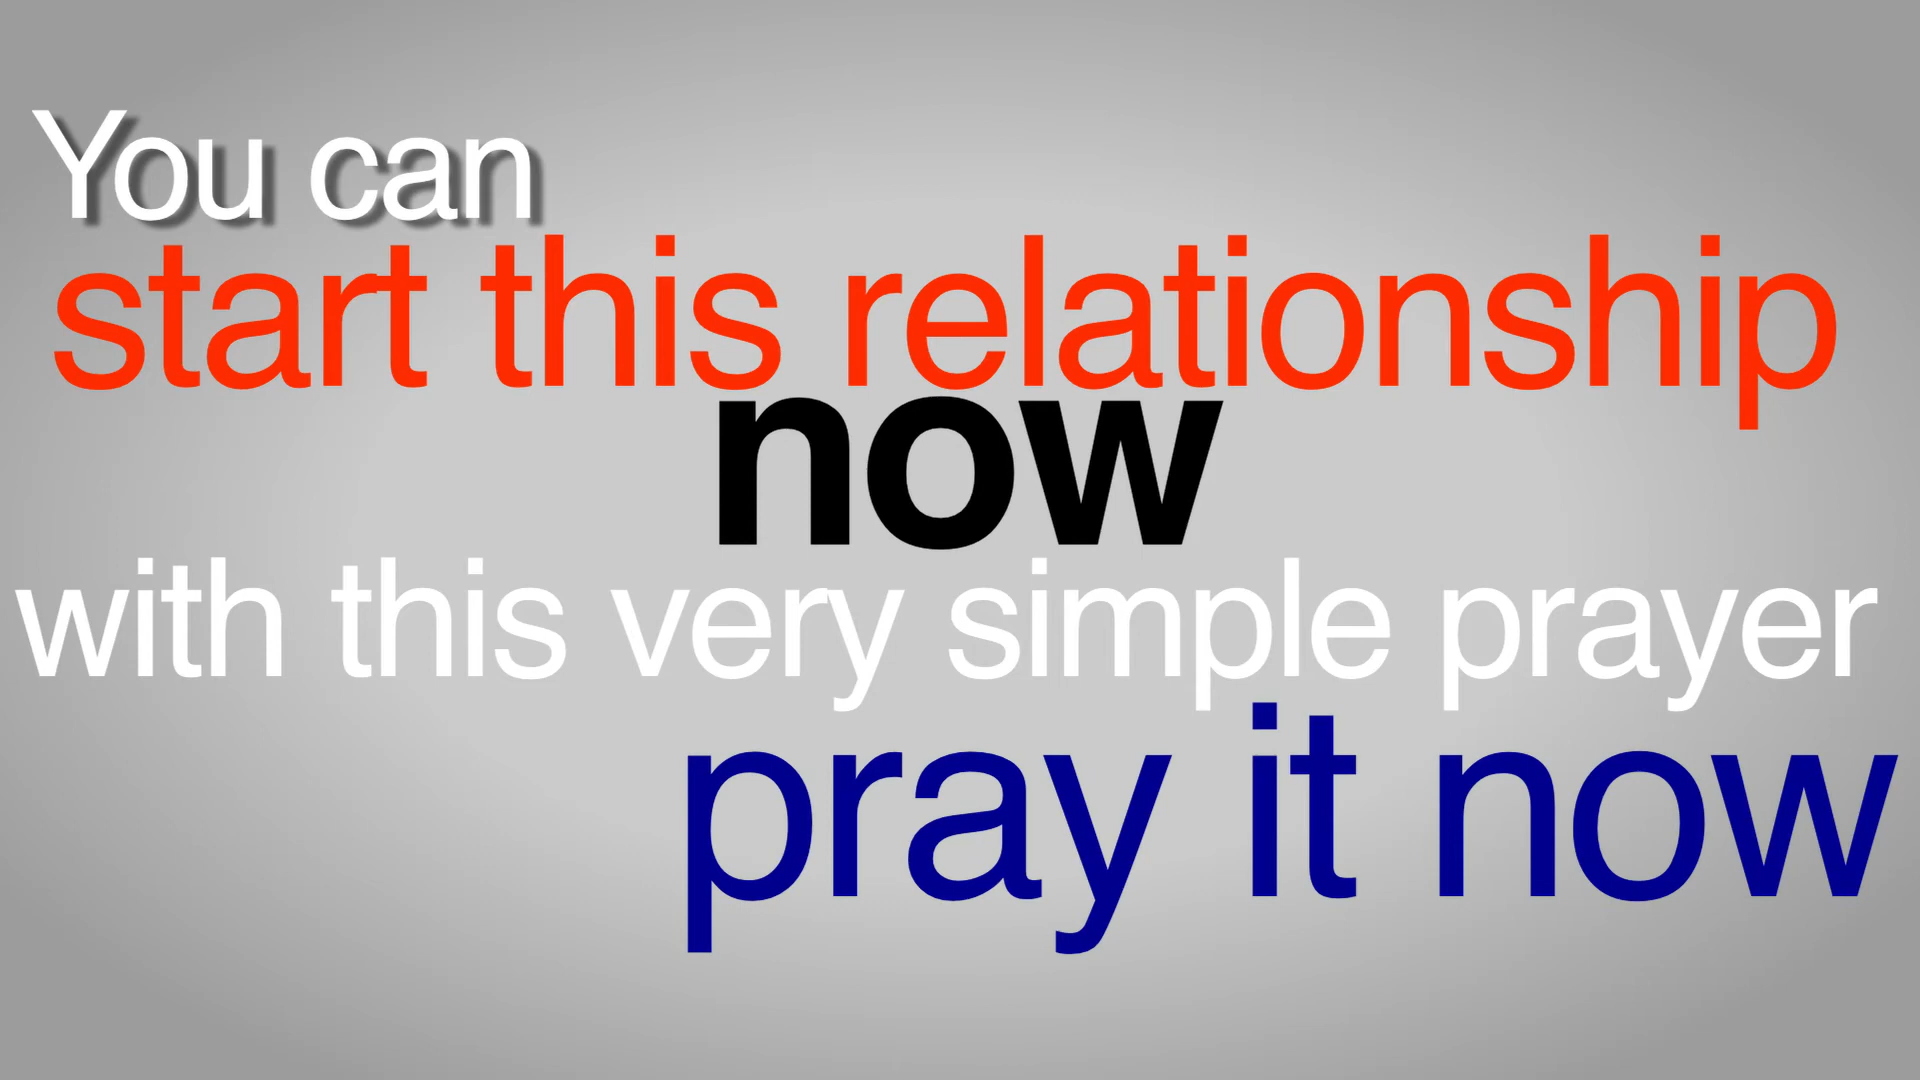 You can
start this relationship
now
with this very simple prayer
pray it now